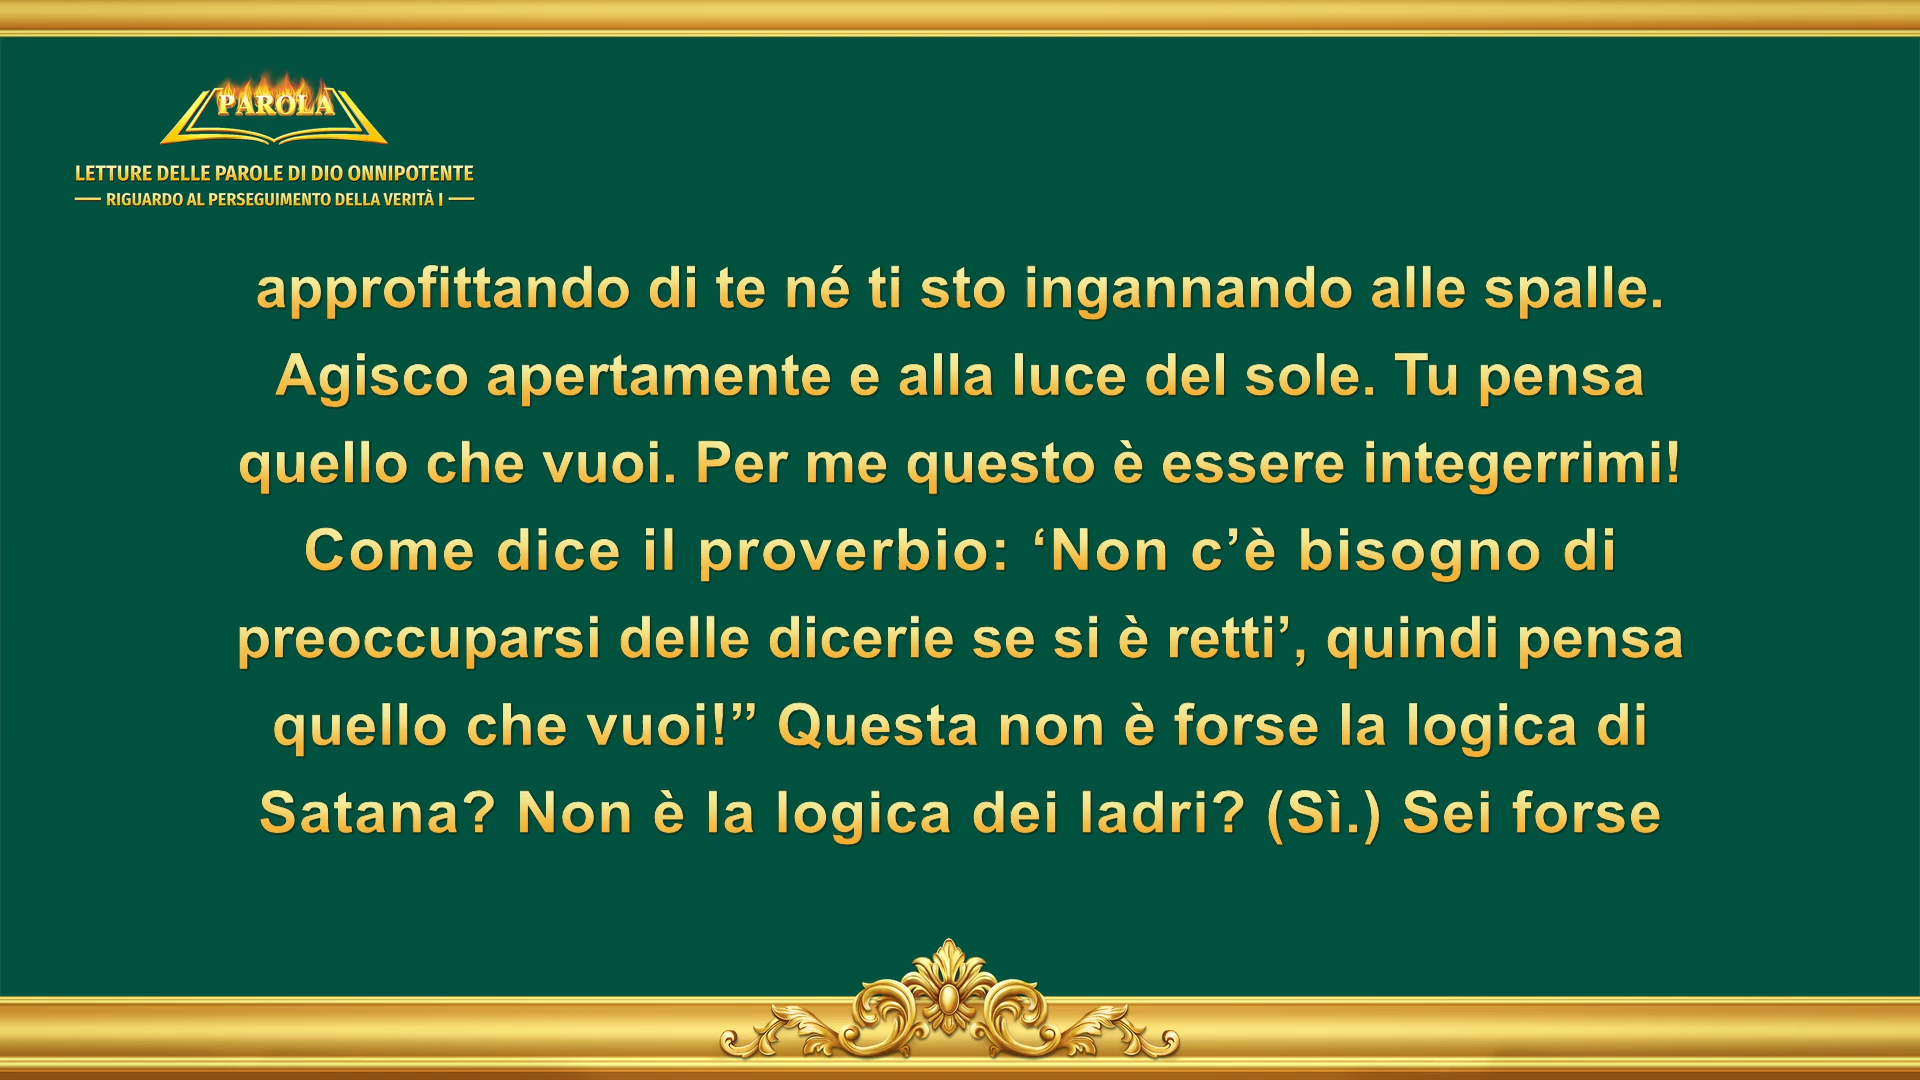 PAROLA
LETTURE DELLE PAROLE DI DIO ONNIPOTENTE
RIGUARDO AL PERSEGUIMENTO DELLA VERITÀ I
approfittando di te né ti sto ingannando alle spalle.
Agisco apertamente e alla luce del sole. Tu pensa
quello che vuoi. Per me questo è essere integerrimi!
Come dice il proverbio: ‘Non c’è bisogno di
preoccuparsi delle dicerie se si è retti’, quindi pensa
quello che vuoi!” Questa non è forse la logica di
Satana? Non è la logica dei ladri? (Sì.) Sei forse